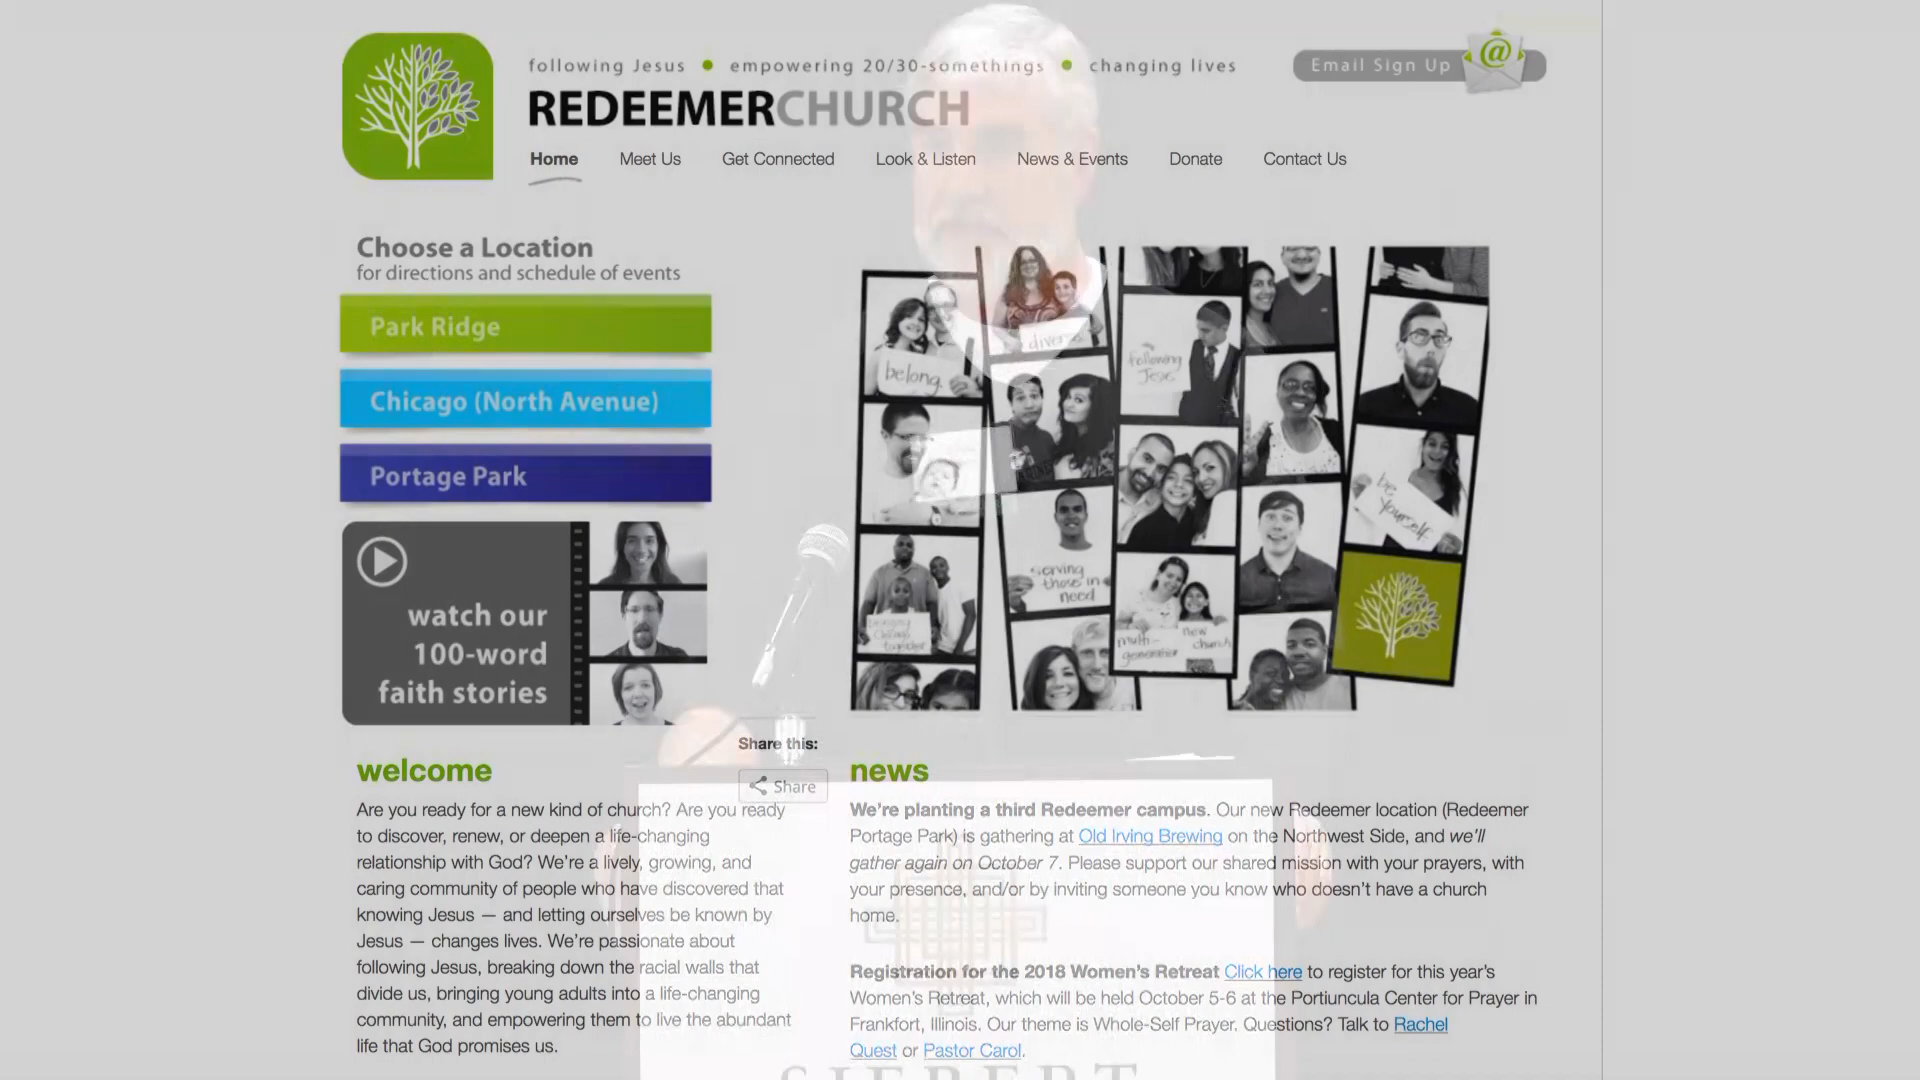 following Jesus • empowering 20/30-somethings • changing lives
Email Sign Up
REDEEMERCHURCH
Home Meet Us Get Connected Look & Listen News & Events Donate Contact Us
Choose a Location
for directions and schedule of events
Park Ridge
Chicago (North Avenue)
Portage Park
watch our
100-word
faith stories
belong
following
Jesus
be
yourself
serving
those in
need
multi-
new
church
Share this:
Share
welcome
Are you ready for a new kind of church? Are you ready
to discover, renew, or deepen a life-changing
relationship with God? We're a lively, growing, and
caring community of people who have discovered that
knowing Jesus — and letting ourselves be known by
Jesus — changes lives. We're passionate about
following Jesus, breaking down the racial walls that
divide us, bringing young adults into a life-changing
community, and empowering them to live the abundant
life that God promises us.
news
We're planting a third Redeemer campus. Our new Redeemer location (Redeemer
Portage Park) is gathering at Old Irving Brewing on the Northwest Side, and we'll
gather again on October 7. Please support our shared mission with your prayers, with
your presence, and/or by inviting someone you know who doesn't have a church
home.
Registration for the 2018 Women's Retreat Click here to register for this year's
Women's Retreat, which will be held October 5-6 at the Portiuncula Center for Prayer in
Frankfort, Illinois. Our theme is Whole-Self Prayer. Questions? Talk to Rachel
Quest or Pastor Carol.
SIEBERT